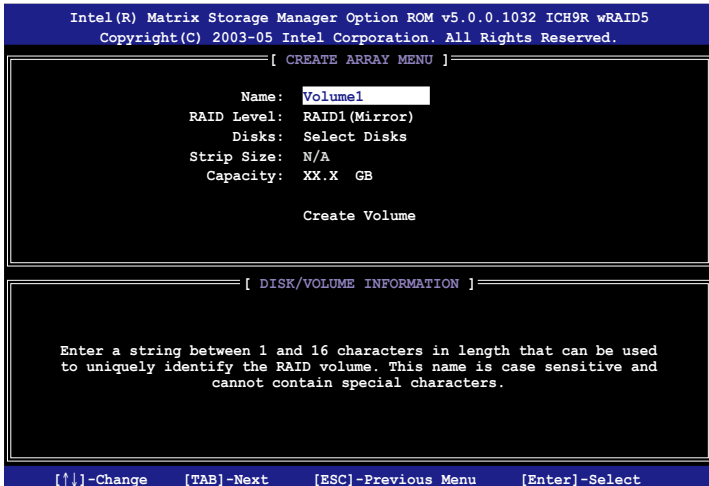 Intel(R) Matrix Storage Manager Option ROM v5.0.0.1032 ICH9R wRAID5
Copyright(C) 2003-05 Intel Corporation. All Rights Reserved.
[ CREATE ARRAY MENU ]
Name: Volume1
RAID Level: RAID1(Mirror)
Disks: Select Disks
Strip Size: N/A
Capacity: XX.X GB
Create Volume
[ DISK/VOLUME INFORMATION ]
Enter a string between 1 and 16 characters in length that can be used
to uniquely identify the RAID volume. This name is case sensitive and
cannot contain special characters.
[↑↓]-Change [TAB]-Next [ESC]-Previous Menu [Enter]-Select